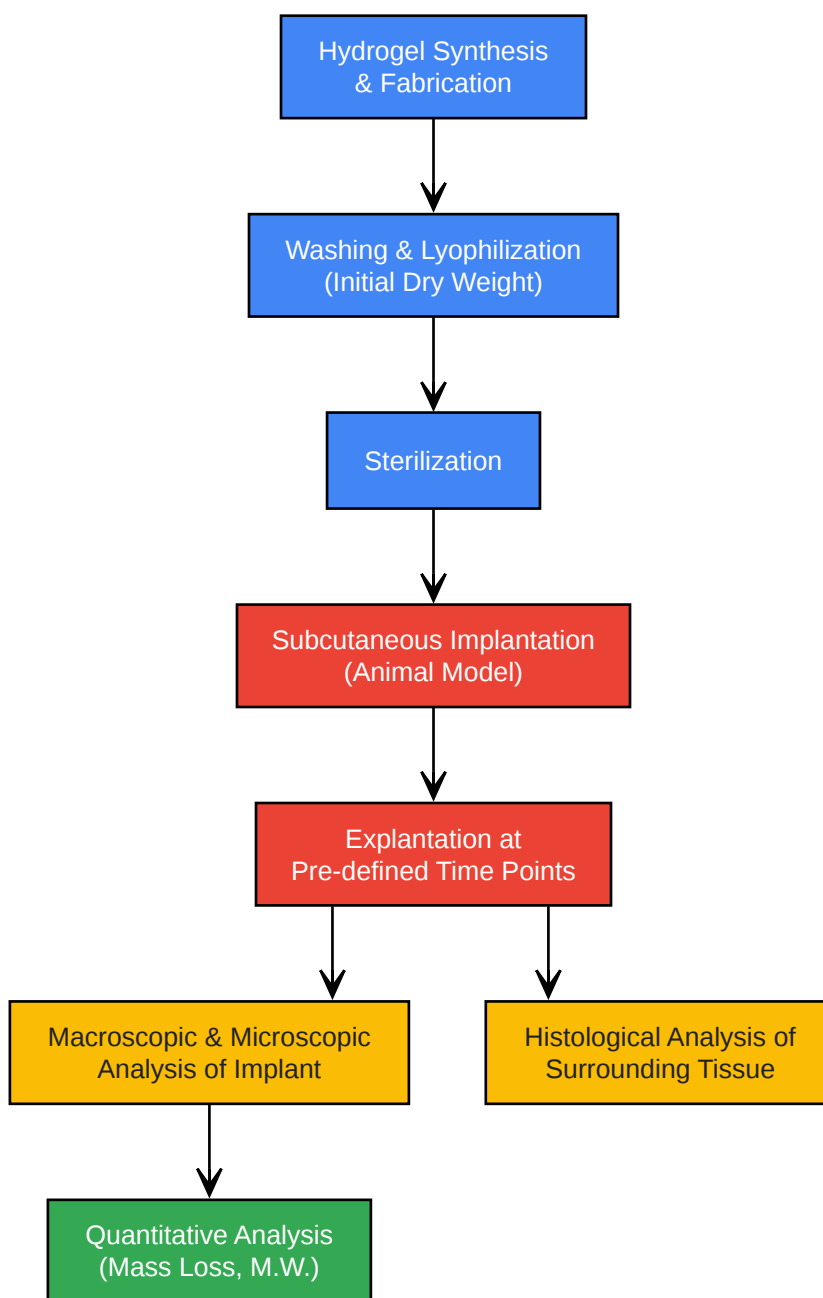 Hydrogel Synthesis
& Fabrication
Washing & Lyophilization
(Initial Dry Weight)
Sterilization
Subcutaneous Implantation
(Animal Model)
Explantation at
Pre-defined Time Points
Macroscopic & Microscopic
Analysis of Implant
Histological Analysis of
Surrounding Tissue
Quantitative Analysis
(Mass Loss, M.W.)